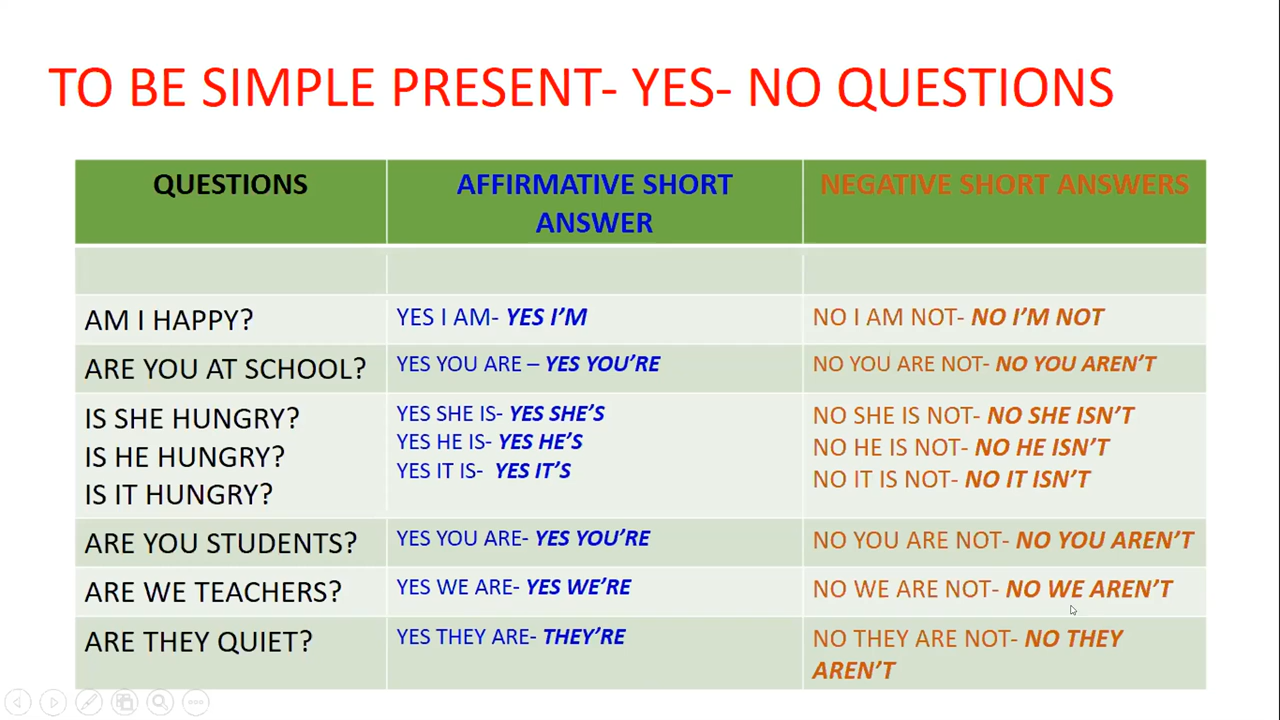 TO BE SIMPLE PRESENT- YES- NO QUESTIONS
QUESTIONS
AFFIRMATIVE SHORT
ANSWER
NEGATIVE SHORT ANSWERS
AM I HAPPY?
YES I AM- YES I'M
NO I AM NOT- NO I'M NOT
ARE YOU AT SCHOOL?
YES YOU ARE – YES YOU'RE
NO YOU ARE NOT- NO YOU AREN'T
IS SHE HUNGRY?
IS HE HUNGRY?
IS IT HUNGRY?
YES SHE IS- YES SHE'S
YES HE IS- YES HE'S
YES IT IS- YES IT'S
NO SHE IS NOT- NO SHE ISN'T
NO HE IS NOT- NO HE ISN'T
NO IT IS NOT- NO IT ISN'T
ARE YOU STUDENTS?
YES YOU ARE- YES YOU'RE
NO YOU ARE NOT- NO YOU AREN'T
ARE WE TEACHERS?
YES WE ARE- YES WE'RE
NO WE ARE NOT- NO WE AREN'T
ARE THEY QUIET?
YES THEY ARE- THEY'RE
NO THEY ARE NOT- NO THEY
AREN'T